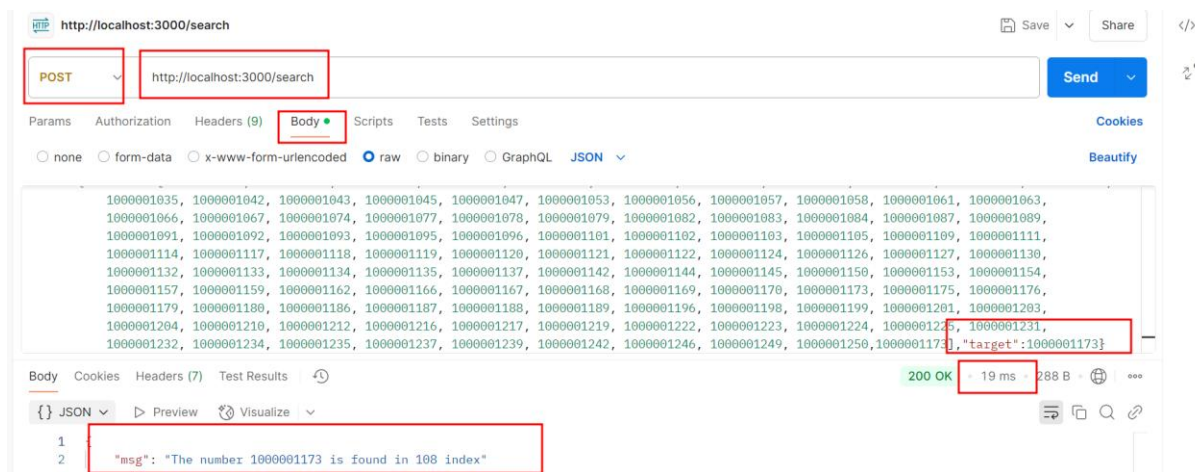 HTTP http://localhost:3000/search Save Share
POST http://localhost:3000/search Send
Params Authorization Headers (9) Body Scripts Tests Settings Cookies
none form-data x-www-form-urlencoded raw binary GraphQL JSON Beautify
1000001035, 1000001042, 1000001043, 1000001045, 1000001047, 1000001053, 1000001056, 1000001057, 1000001058, 1000001061, 1000001063,
1000001066, 1000001067, 1000001074, 1000001077, 1000001078, 1000001079, 1000001082, 1000001083, 1000001084, 1000001087, 1000001089,
1000001091, 1000001092, 1000001093, 1000001095, 1000001096, 1000001101, 1000001102, 1000001103, 1000001105, 1000001109, 1000001111,
1000001114, 1000001117, 1000001118, 1000001119, 1000001120, 1000001121, 1000001122, 1000001124, 1000001126, 1000001127, 1000001130,
1000001132, 1000001133, 1000001134, 1000001135, 1000001137, 1000001142, 1000001144, 1000001145, 1000001150, 1000001153, 1000001154,
1000001157, 1000001159, 1000001162, 1000001166, 1000001167, 1000001168, 1000001169, 1000001170, 1000001173, 1000001175, 1000001176,
1000001179, 1000001180, 1000001186, 1000001187, 1000001188, 1000001189, 1000001196, 1000001198, 1000001199, 1000001201, 1000001203,
1000001204, 1000001210, 1000001212, 1000001216, 1000001217, 1000001219, 1000001222, 1000001223, 1000001224, 1000001225, 1000001231,
1000001232, 1000001234, 1000001235, 1000001237, 1000001239, 1000001242, 1000001246, 1000001249, 1000001250,1000001173],"target":1000001173}
Body Cookies Headers (7) Test Results 200 OK 19 ms 288 B
{} JSON Preview Visualize
1 {
2 "msg": "The number 1000001173 is found in 108 index"